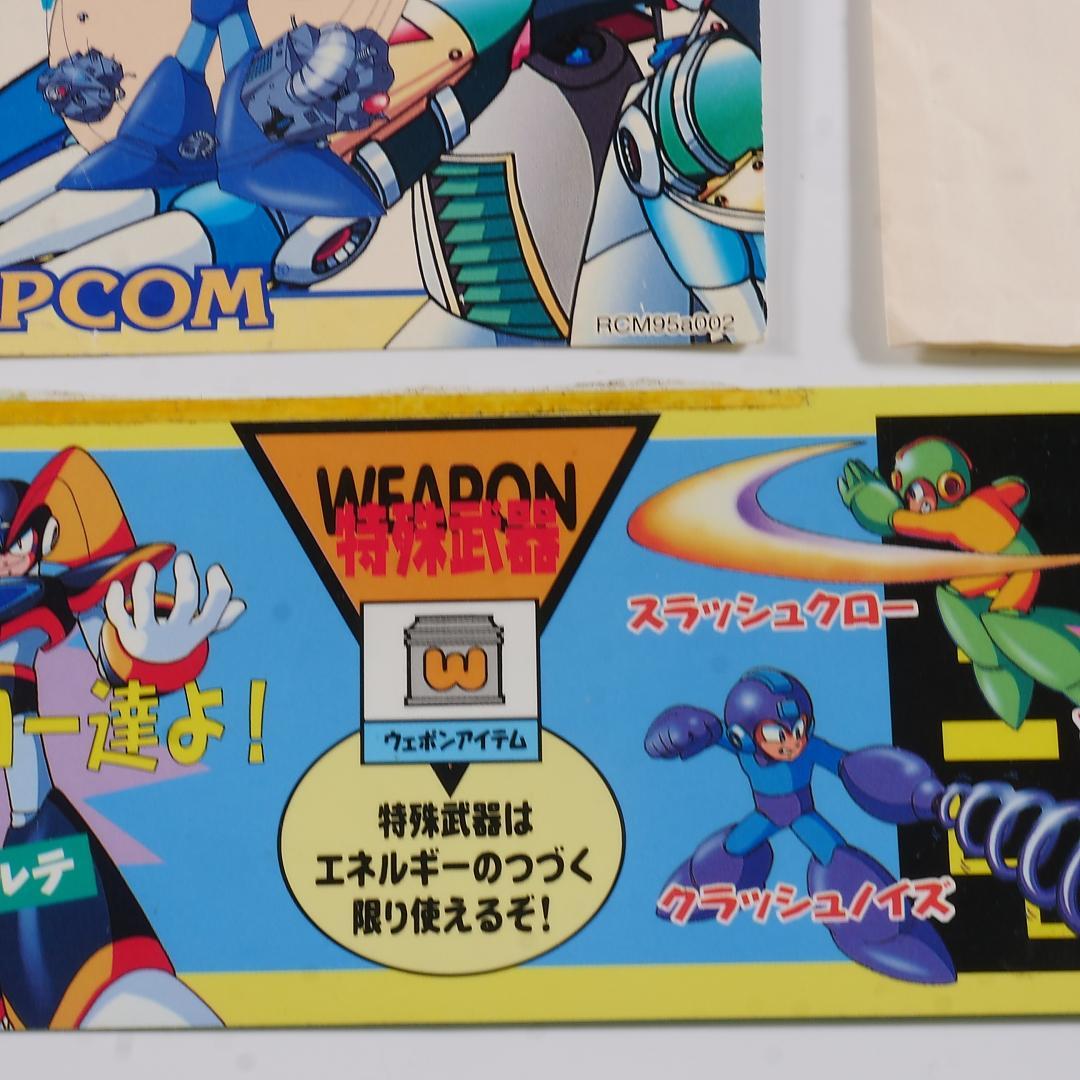 PCOM
RCM95a002
WEAPON
特殊武器
W
ウェポンアイテム
特殊武器は
エネルギーのつづく
限り使えるぞ!
スラッシュクロー
クラッシュノイズ
ー達よ!
ルテ